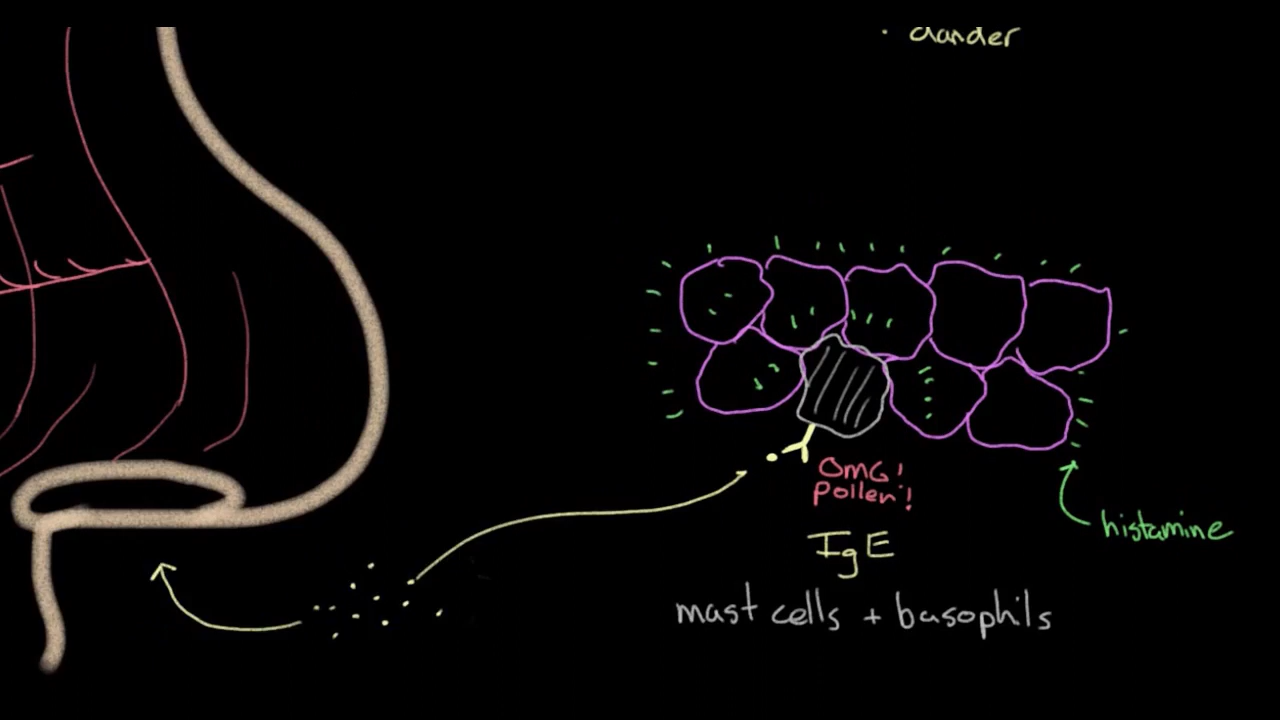 · dander
OMG!
Pollen!
IgE
histamine
mast cells + basophils